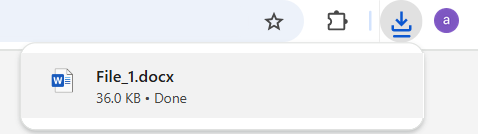 a
File_1.docx
W
36.0 KB • Done